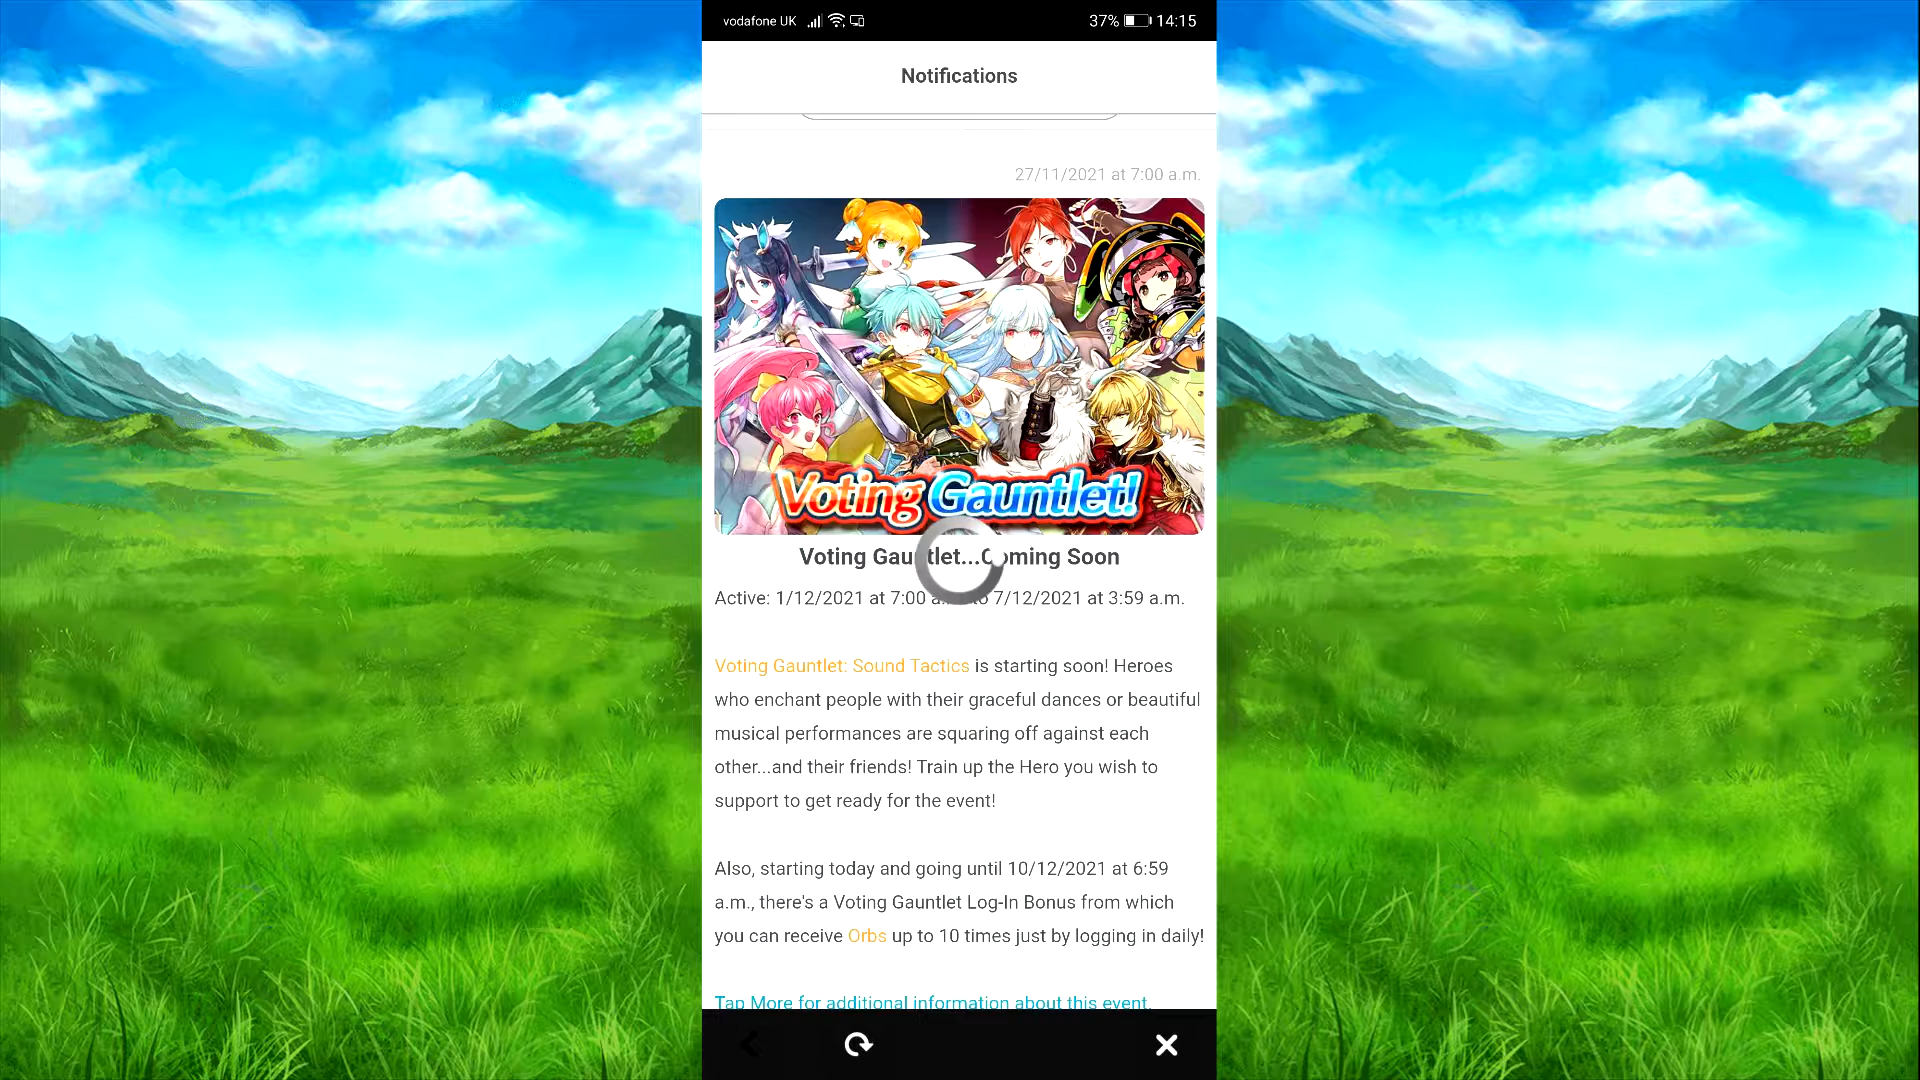 vodafone UK
37% 14:15
Notifications
27/11/2021 at 7:00 a.m.
Voting Gauntlet!
Voting Gauntlet...Coming Soon
Active: 1/12/2021 at 7:00 a.m. to 7/12/2021 at 3:59 a.m.
Voting Gauntlet: Sound Tactics is starting soon! Heroes
who enchant people with their graceful dances or beautiful
musical performances are squaring off against each
other...and their friends! Train up the Hero you wish to
support to get ready for the event!
Also, starting today and going until 10/12/2021 at 6:59
a.m., there's a Voting Gauntlet Log-In Bonus from which
you can receive Orbs up to 10 times just by logging in daily!
Tap More for additional information about this event.